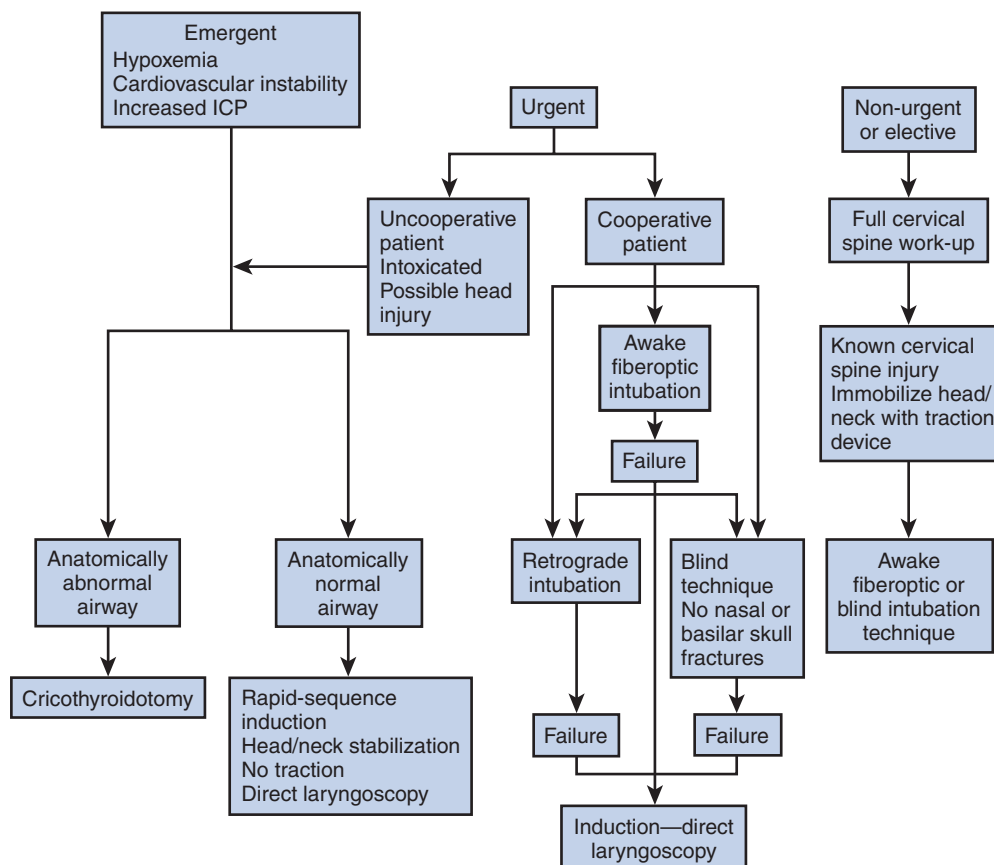 Emergent
Hypoxemia
Cardiovascular instability
Increased ICP
Urgent
Non-urgent
or elective
Uncooperative
patient
Intoxicated
Possible head
injury
Cooperative
patient
Full cervical
spine work-up
Awake
fiberoptic
intubation
Known cervical
spine injury
Immobilize head/
neck with traction
device
Failure
Anatomically
abnormal
airway
Anatomically
normal
airway
Retrograde
intubation
Blind
technique
No nasal or
basilar skull
fractures
Awake
fiberoptic or
blind intubation
technique
Cricothyroidotomy
Rapid-sequence
induction
Head/neck stabilization
No traction
Direct laryngoscopy
Failure
Failure
Induction—direct
laryngoscopy